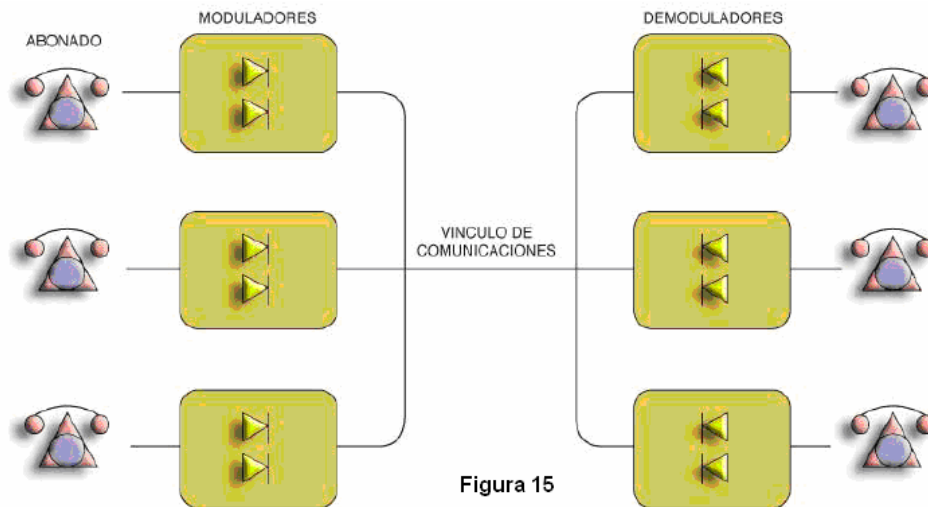 MODULADORES
DEMODULADORES
ABONADO
VINCULO DE
COMUNICACIONES
Figura 15